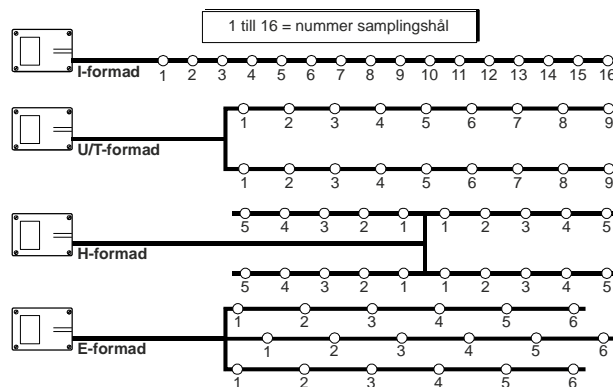 1 till 16 = nummer samplingshål
I-formad
1 2 3 4 5 6 7 8 9 10 11 12 13 14 15 16
1 2 3 4 5 6 7 8 9
U/T-formad
1 2 3 4 5 6 7 8 9
5 4 3 2 1 1 2 3 4 5
H-formad
5 4 3 2 1 1 2 3 4 5
1 2 3 4 5 6
E-formad
1 2 3 4 5 6
1 2 3 4 5 6